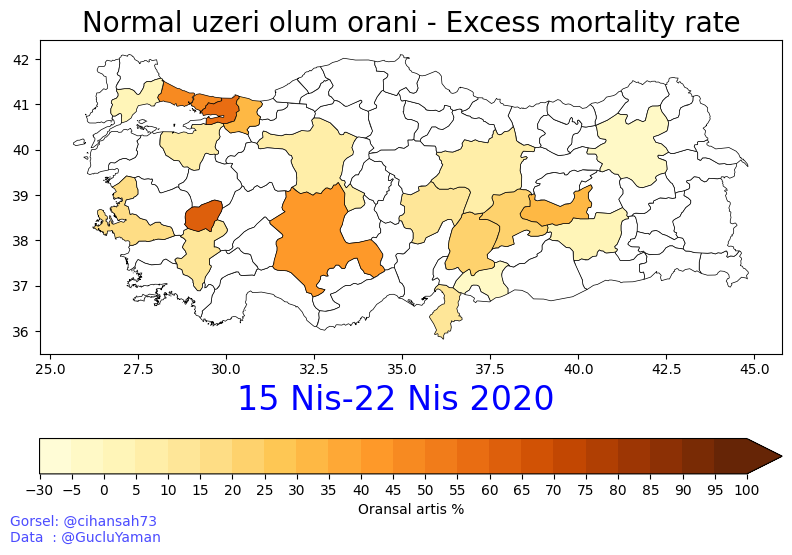 Normal uzeri olum orani - Excess mortality rate
42
41
40
39
38
37
36
25.0 27.5 30.0 32.5 35.0 37.5 40.0 42.5 45.0
15 Nis-22 Nis 2020
−30 −5 0 5 10 15 20 25 30 35 40 45 50 55 60 65 70 75 80 85 90 95 100
Oransal artis %
Gorsel: @cihansah73
Data : @GucluYaman